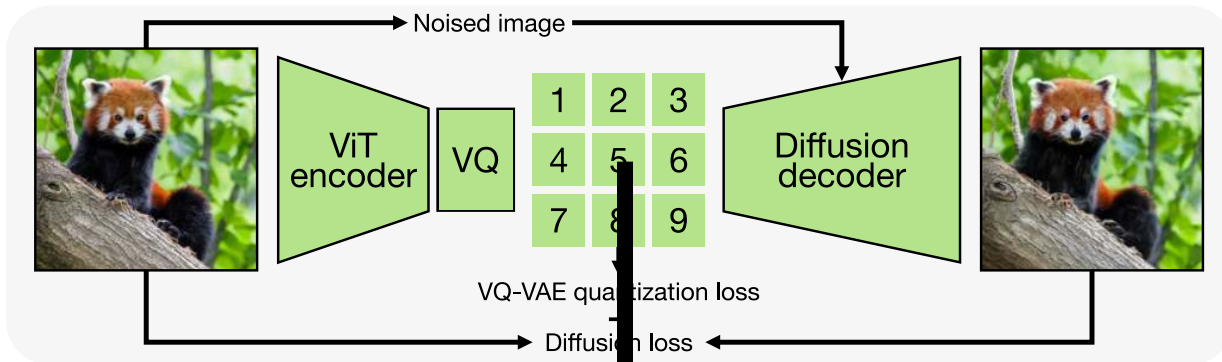 Noised image
ViT
encoder
VQ
1 2 3
4 5 6
7 8 9
Diffusion
decoder
VQ-VAE quantization loss
Diffusion loss